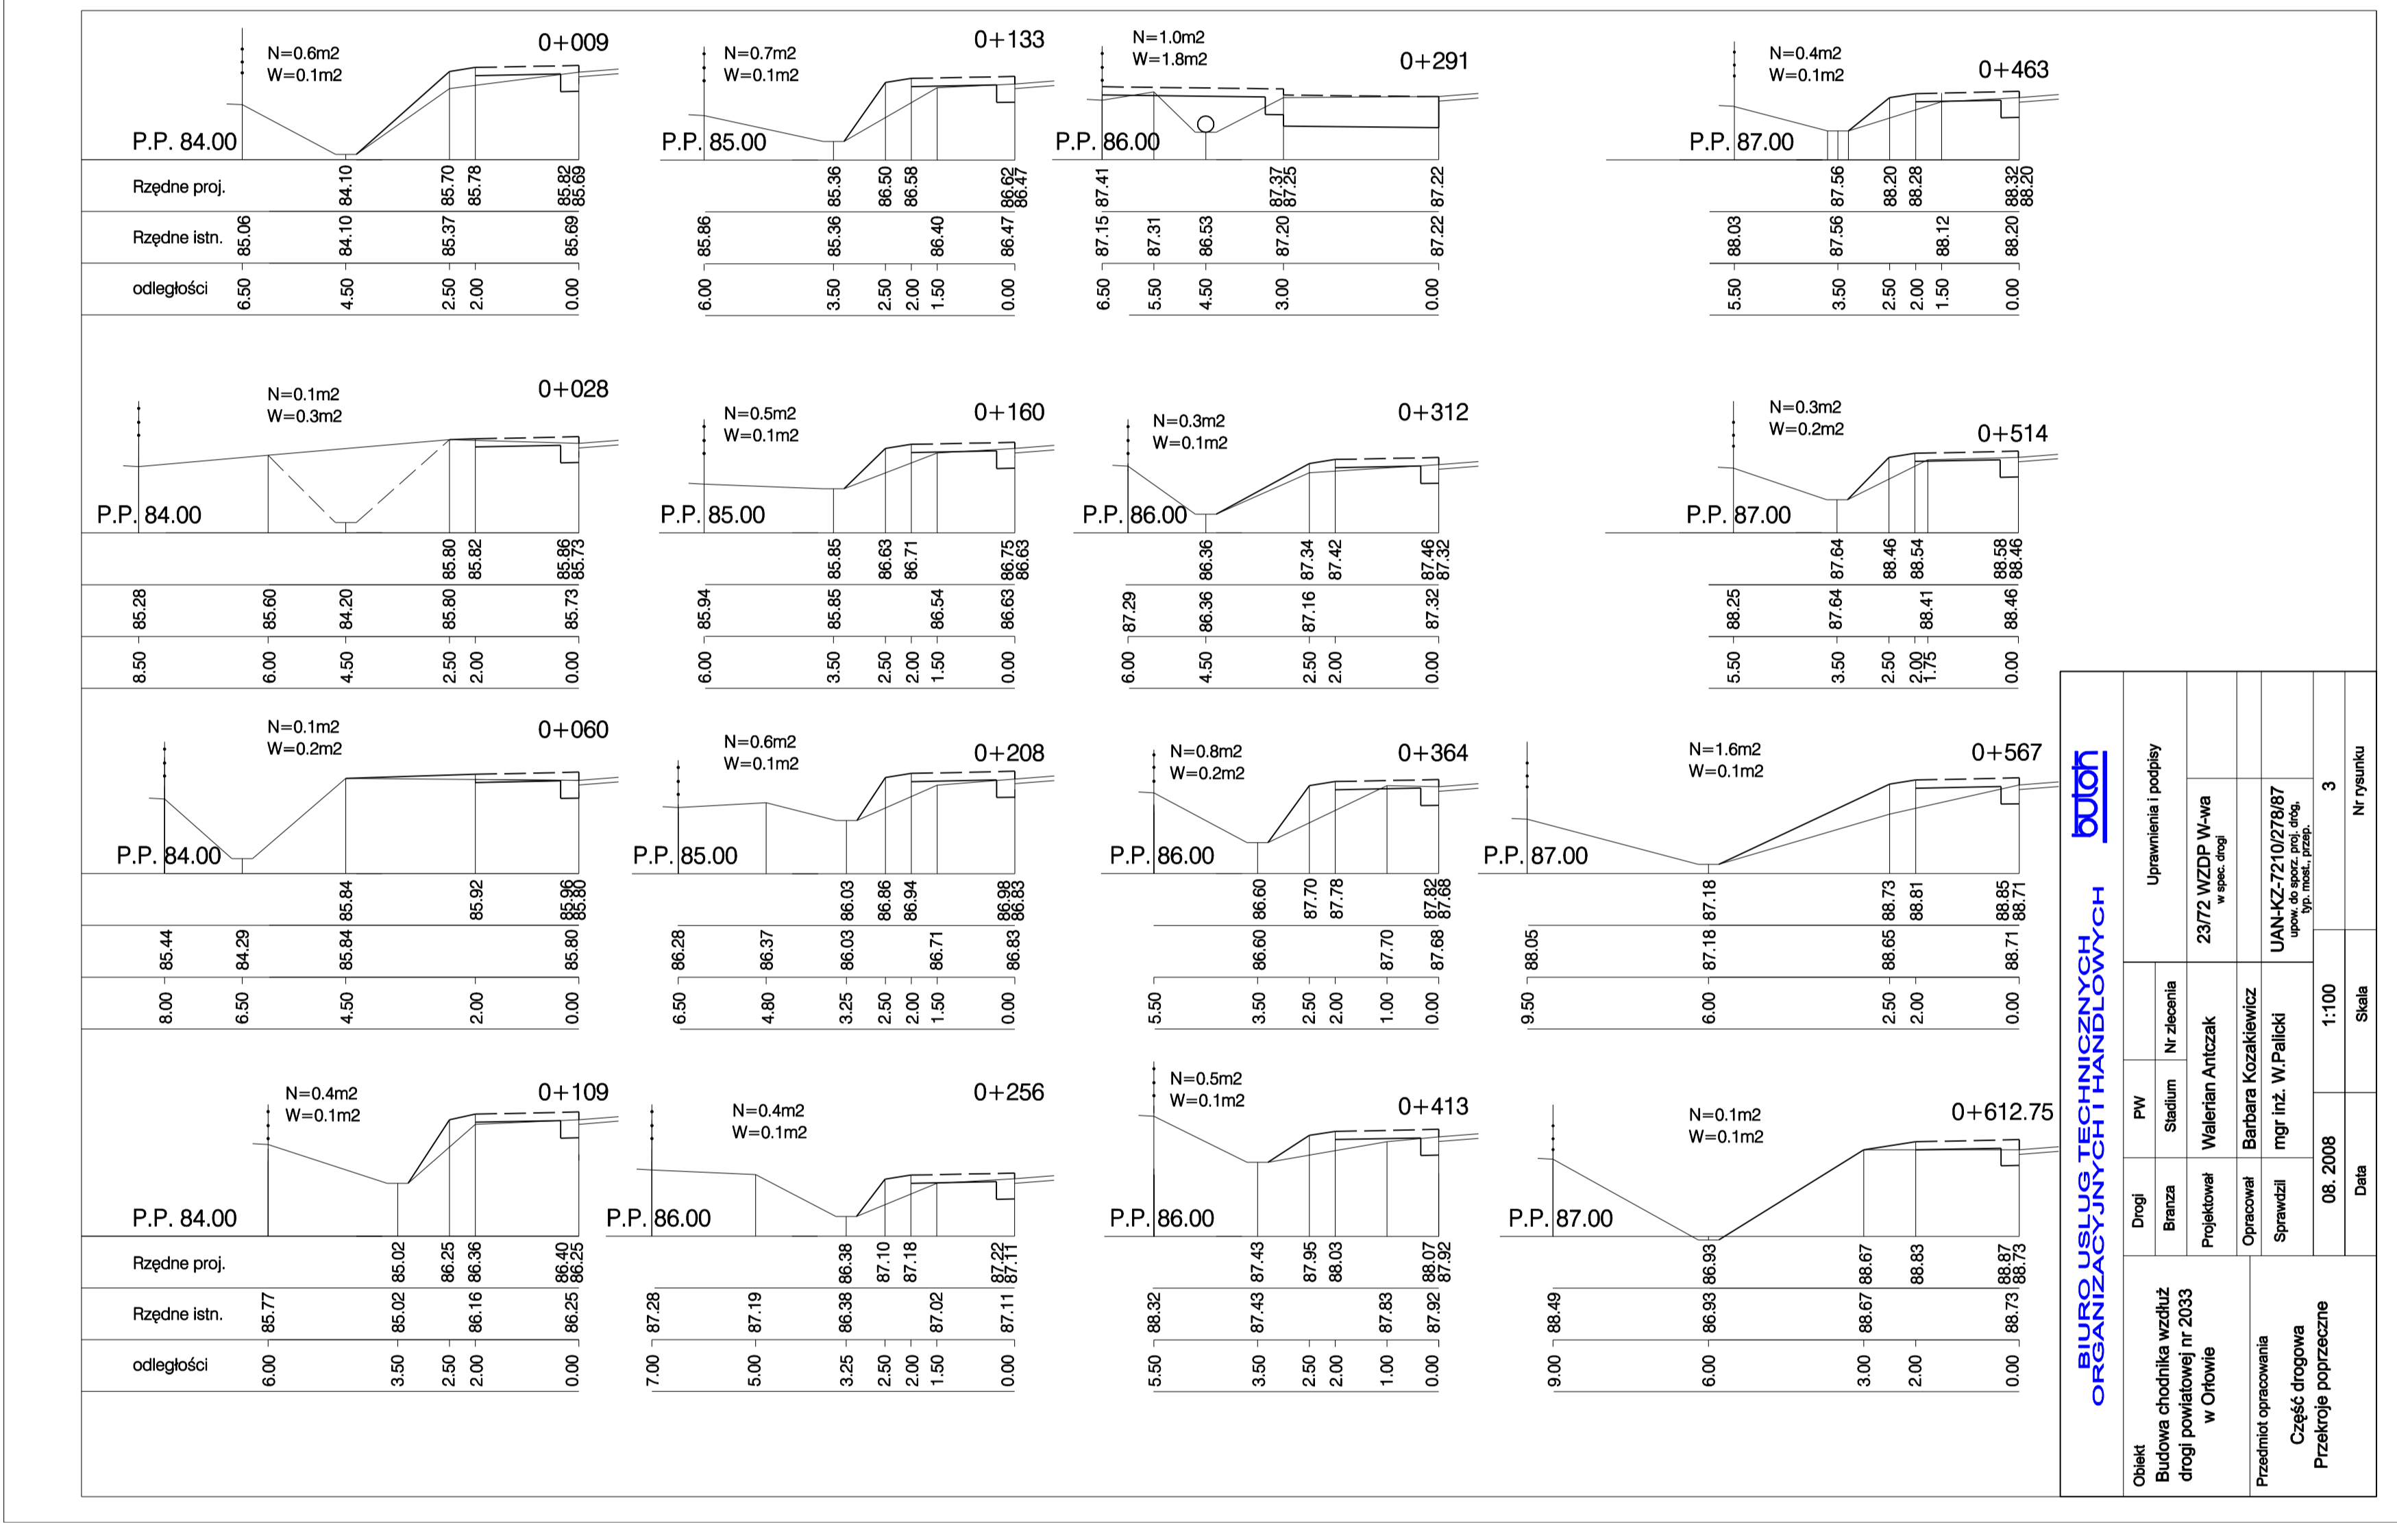 0+009
N=0.6m2
W=0.1m2
P.P. 84.00
Rzędne proj. 84.10 85.70 85.78 85.82 85.69
Rzędne istn. 85.06 84.10 85.37 85.69
odległości 6.50 4.50 2.50 2.00 0.00
0+133
N=0.7m2
W=0.1m2
P.P. 85.00
85.36 86.50 86.58 86.62 86.47
85.86 85.36 86.40 86.47
6.00 3.50 2.50 2.00 1.50 0.00
N=1.0m2
W=1.8m2
0+291
P.P. 86.00
87.41 87.37 87.25 87.22
87.15 87.31 86.53 87.20 87.22
6.50 5.50 4.50 3.00 0.00
N=0.4m2
W=0.1m2
0+463
P.P. 87.00
87.56 88.20 88.28 88.32 88.20
88.03 87.56 88.12 88.20
5.50 3.50 2.50 2.00 1.50 0.00
0+028
N=0.1m2
W=0.3m2
P.P. 84.00
85.80 85.82 85.86 85.73
85.28 85.60 84.20 85.80 85.73
8.50 6.00 4.50 2.50 2.00 0.00
N=0.5m2
W=0.1m2
0+160
P.P. 85.00
85.85 86.63 86.71 86.75 86.63
85.94 85.85 86.54 86.63
6.00 3.50 2.50 2.00 1.50 0.00
N=0.3m2
W=0.1m2
0+312
P.P. 86.00
86.36 87.34 87.42 87.46 87.32
87.29 86.36 87.16 87.32
6.00 4.50 2.50 2.00 0.00
N=0.3m2
W=0.2m2
0+514
P.P. 87.00
87.64 88.46 88.54 88.58 88.46
88.25 87.64 88.41 88.46
5.50 3.50 2.50 2.00 1.75 0.00
N=0.1m2
W=0.2m2
0+060
P.P. 84.00
85.84 85.92 85.96 85.80
85.44 84.29 85.84 85.80
8.00 6.50 4.50 2.00 0.00
N=0.6m2
W=0.1m2
0+208
P.P. 85.00
86.03 86.86 86.94 86.98 86.83
86.28 86.37 86.03 86.71 86.83
6.50 4.80 3.25 2.50 2.00 1.50 0.00
N=0.8m2
W=0.2m2
0+364
P.P. 86.00
86.60 87.70 87.78 87.82 87.68
86.60 87.70 87.68
5.50 3.50 2.50 2.00 1.00 0.00
N=1.6m2
W=0.1m2
0+567
P.P. 87.00
87.18 88.73 88.81 88.85 88.71
88.05 87.18 88.65 88.71
9.50 6.00 2.50 2.00 0.00
N=0.4m2
W=0.1m2
0+109
P.P. 84.00
Rzędne proj. 85.02 86.25 86.36 86.40 86.25
Rzędne istn. 85.77 85.02 86.16 86.25
odległości 6.00 3.50 2.50 2.00 0.00
N=0.4m2
W=0.1m2
0+256
P.P. 86.00
86.38 87.10 87.18 87.22 87.11
87.28 87.19 86.38 87.02 87.11
7.00 5.00 3.25 2.50 2.00 1.50 0.00
N=0.5m2
W=0.1m2
0+413
P.P. 86.00
87.43 87.95 88.03 88.07 87.92
88.32 87.43 87.83 87.92
5.50 3.50 2.50 2.00 1.00 0.00
N=0.1m2
W=0.1m2
0+612.75
P.P. 87.00
86.93 88.67 88.83 88.87 88.73
88.49 86.93 88.67 88.73
9.00 6.00 3.00 2.00 0.00
BIURO USLUG TECHNICZNYCH
ORGANIZACYJNYCH I HANDLOWYCH
butoh
Obiekt
Budowa chodnika wzdłuż
drogi powiatowej nr 2033
w Orłowie
Przedmiot opracowania
Część drogowa
Przekroje poprzeczne
Drogi PW
Branza Stadium Nr zlecenia Uprawnienia i podpisy
Projektował Walerian Antczak 23/72 WZDP W-wa
w spec. drogi
Opracował Barbara Kozakiewicz
Sprawdzil mgr inż. W.Palicki UAN-KZ-7210/278/87
upow. do sporz. proj. dróg,
typ. most., przep.
08. 2008 1:100 3
Data Skala Nr rysunku